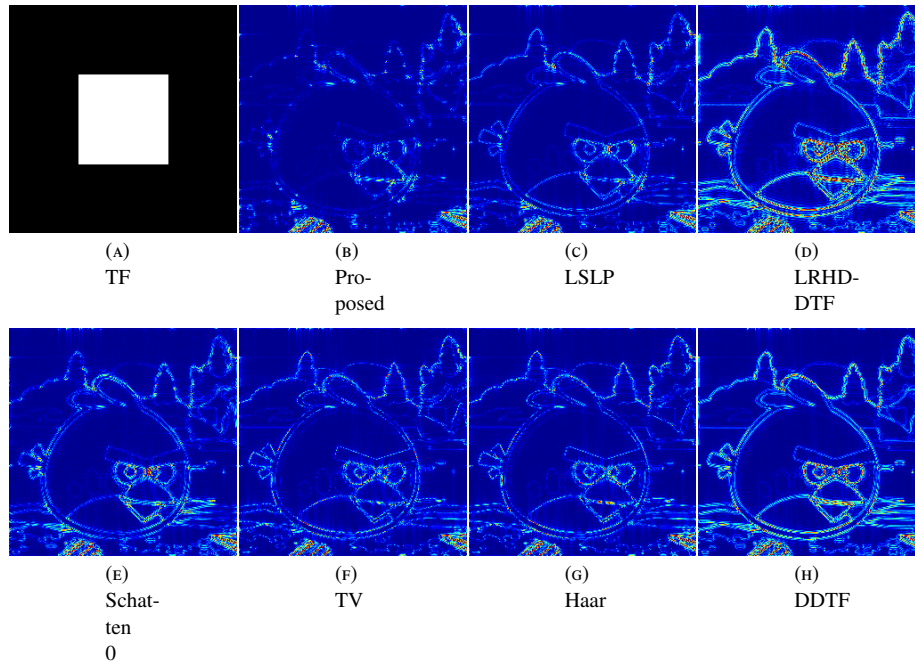 (A)
TF
(B)
Pro-
posed
(C)
LSLP
(D)
LRHD-
DTF
(E)
Schat-
ten
0
(F)
TV
(G)
Haar
(H)
DDTF